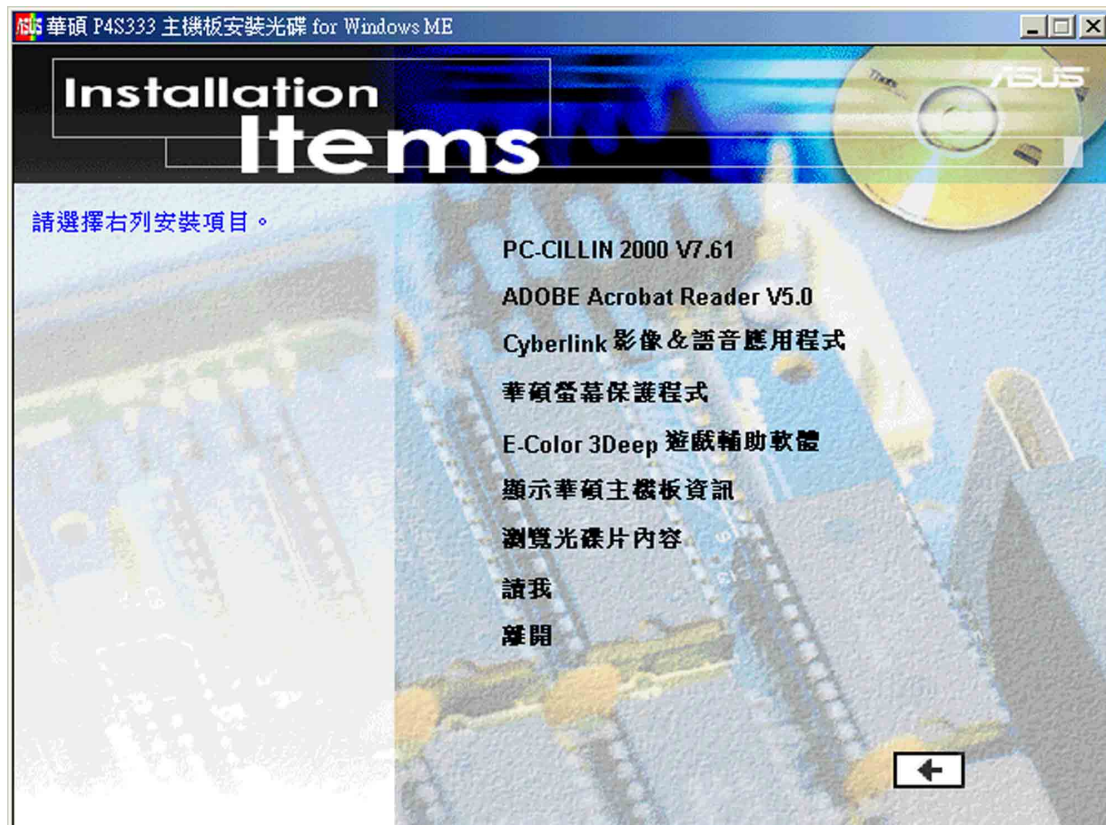 華碩 P4S333 主機板安裝光碟 for Windows ME
Installation
Items
ASUS
請選擇右列安裝項目。
PC-CILLIN 2000 V7.61
ADOBE Acrobat Reader V5.0
Cyberlink 影像&語音應用程式
華碩螢幕保護程式
E-Color 3Deep 遊戲輔助軟體
顯示華碩主機板資訊
瀏覽光碟片內容
讀我
離開